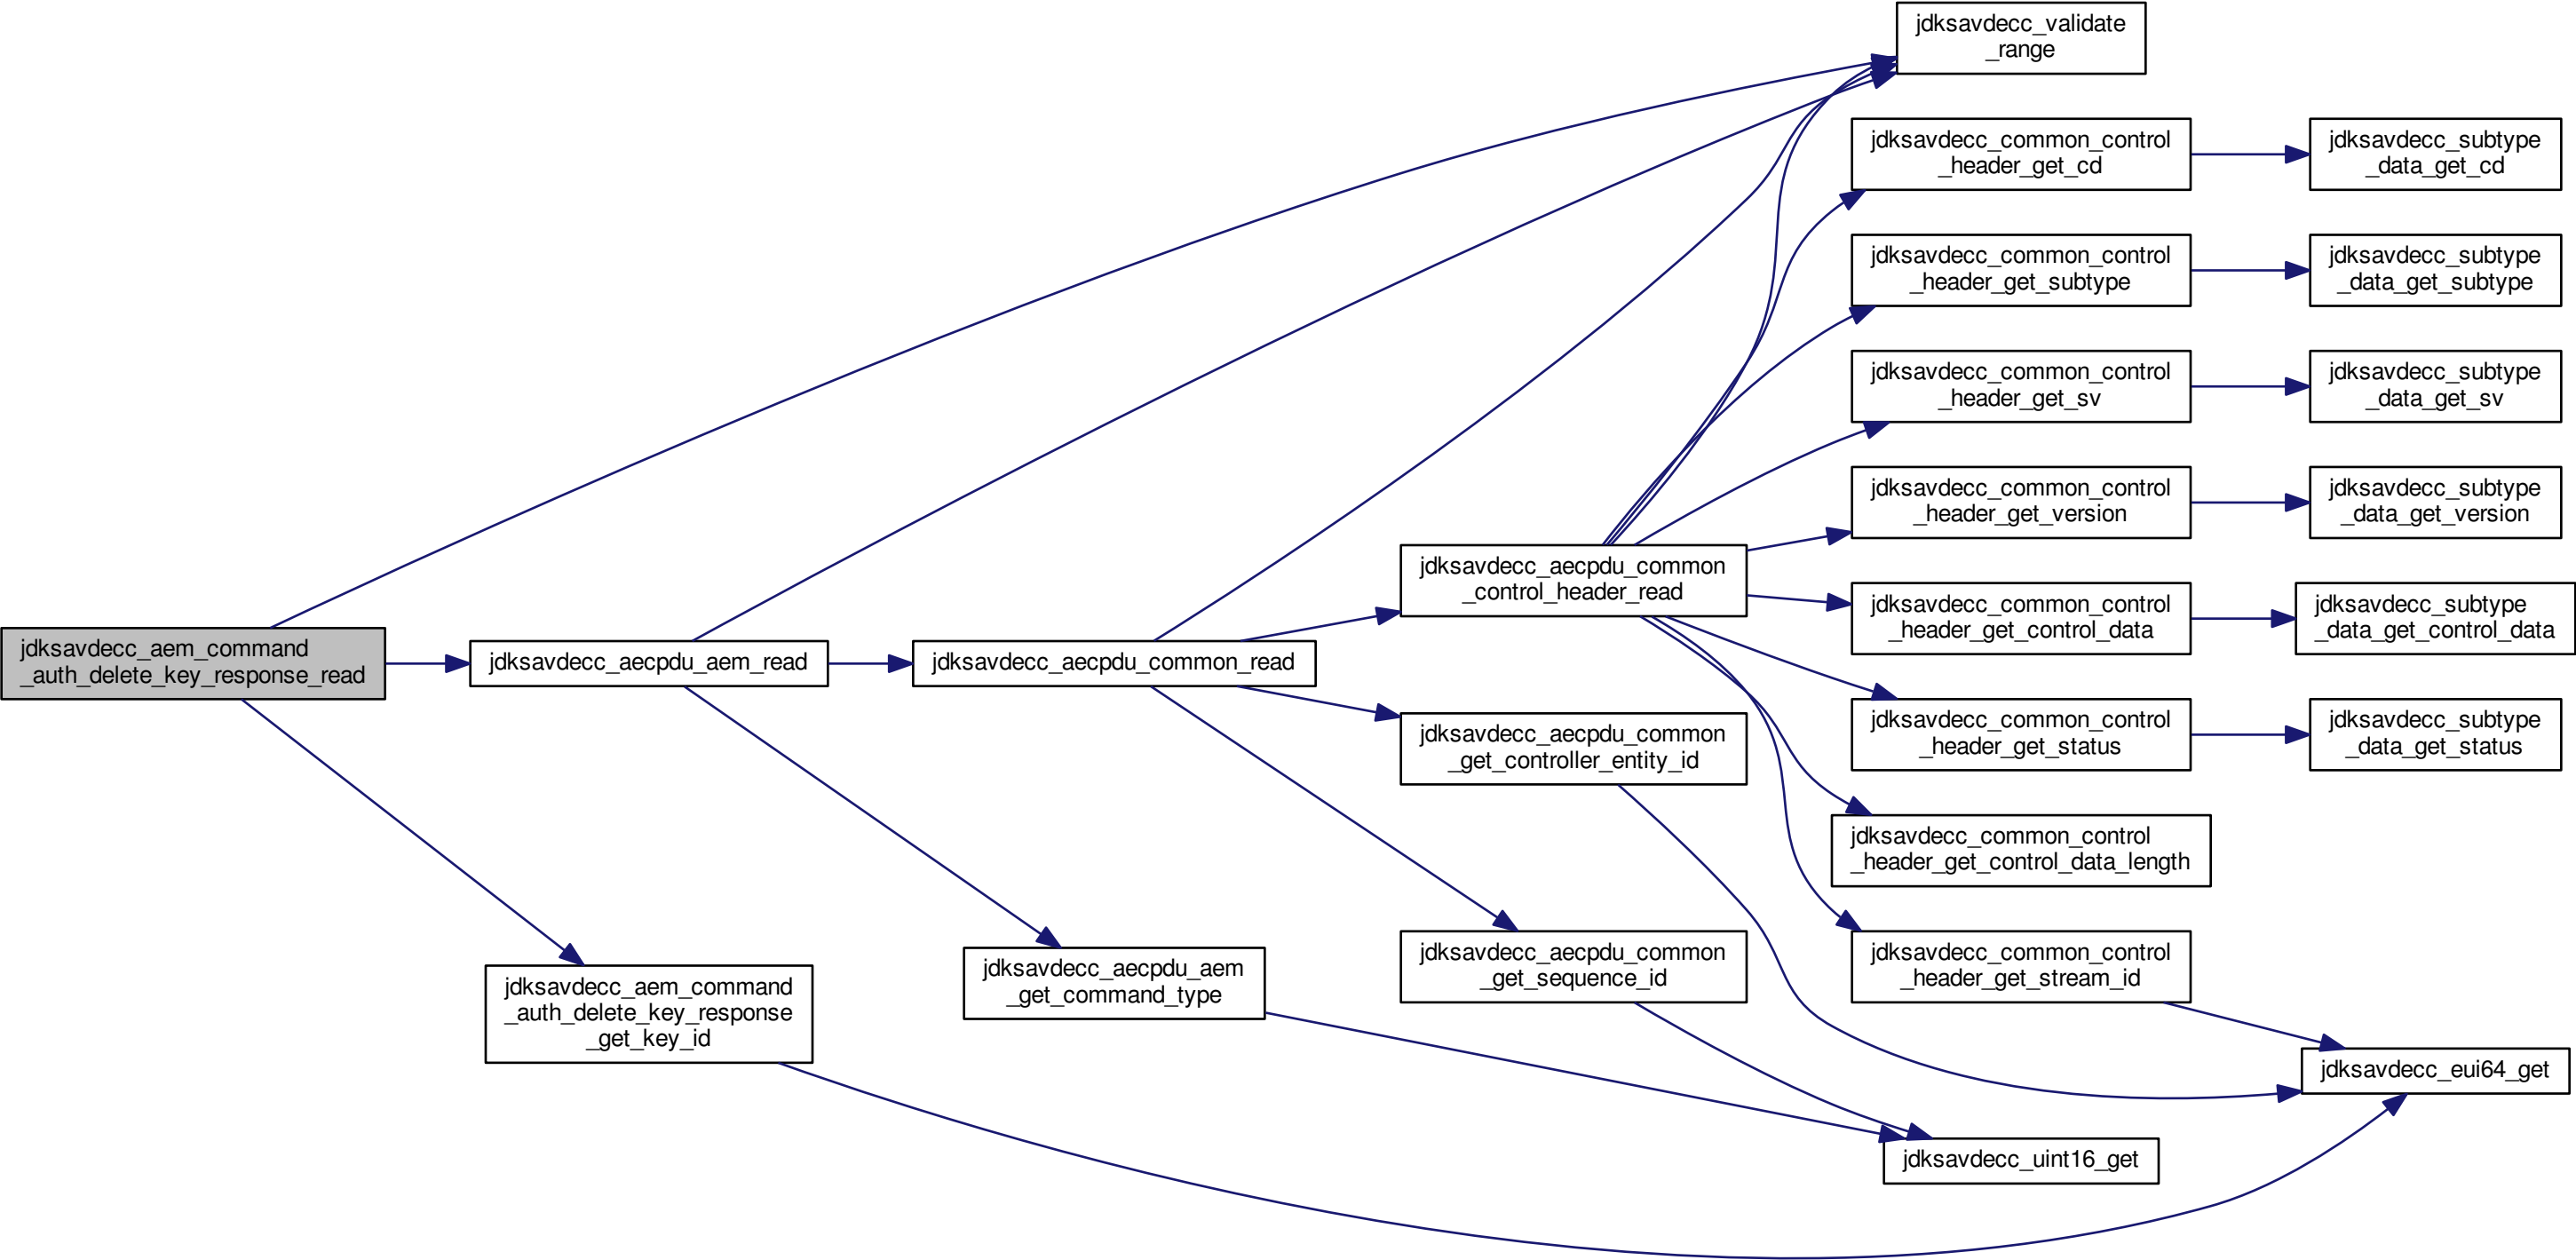 jdksavdecc_aem_command
_auth_delete_key_response_read
jdksavdecc_aecpdu_aem_read
jdksavdecc_aem_command
_auth_delete_key_response
_get_key_id
jdksavdecc_aecpdu_common_read
jdksavdecc_aecpdu_aem
_get_command_type
jdksavdecc_aecpdu_common
_control_header_read
jdksavdecc_aecpdu_common
_get_controller_entity_id
jdksavdecc_aecpdu_common
_get_sequence_id
jdksavdecc_validate
_range
jdksavdecc_common_control
_header_get_cd
jdksavdecc_common_control
_header_get_subtype
jdksavdecc_common_control
_header_get_sv
jdksavdecc_common_control
_header_get_version
jdksavdecc_common_control
_header_get_control_data
jdksavdecc_common_control
_header_get_status
jdksavdecc_common_control
_header_get_control_data_length
jdksavdecc_common_control
_header_get_stream_id
jdksavdecc_uint16_get
jdksavdecc_subtype
_data_get_cd
jdksavdecc_subtype
_data_get_subtype
jdksavdecc_subtype
_data_get_sv
jdksavdecc_subtype
_data_get_version
jdksavdecc_subtype
_data_get_control_data
jdksavdecc_subtype
_data_get_status
jdksavdecc_eui64_get